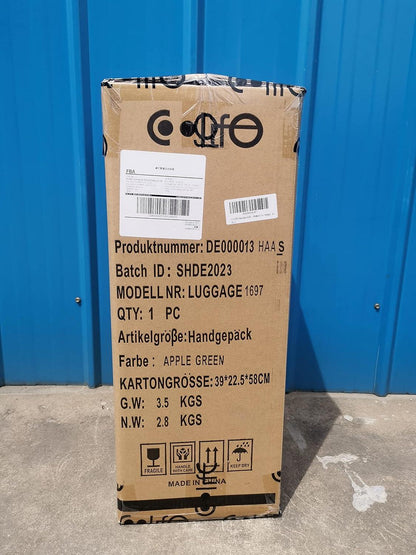 FBA
Produktnummer: DE000013 HAA S
Batch ID: SHDE2023
MODELL NR: LUGGAGE 1697
QTY: 1 PC
Artikelgröße: Handgepäck
Farbe: APPLE GREEN
KARTONGRÖSSE: 39*22.5*58CM
G.W: 3.5 KGS
N.W: 2.8 KGS
FRAGILE
HANDLE WITH CARE
KEEP DRY
MADE IN CHINA